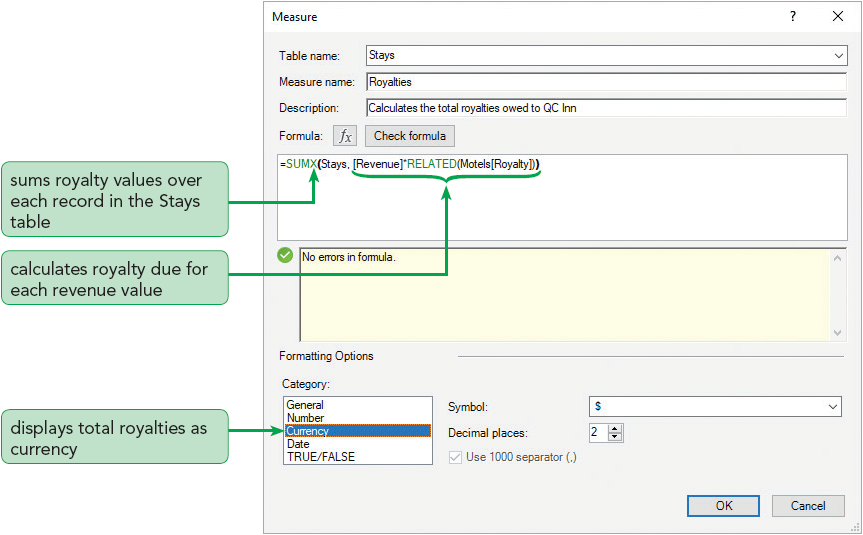 Measure
?
Table name: Stays
Measure name: Royalties
Description: Calculates the total royalties owed to QC Inn
Formula: fx Check formula
=SUMX(Stays, [Revenue]*RELATED(Motels[Royalty]))
sums royalty values over
each record in the Stays
table
calculates royalty due for
each revenue value
No errors in formula.
Formatting Options
Category:
General
Number
Currency
Date
TRUE/FALSE
Symbol: $
Decimal places: 2
Use 1000 separator (,)
displays total royalties as
currency
OK
Cancel